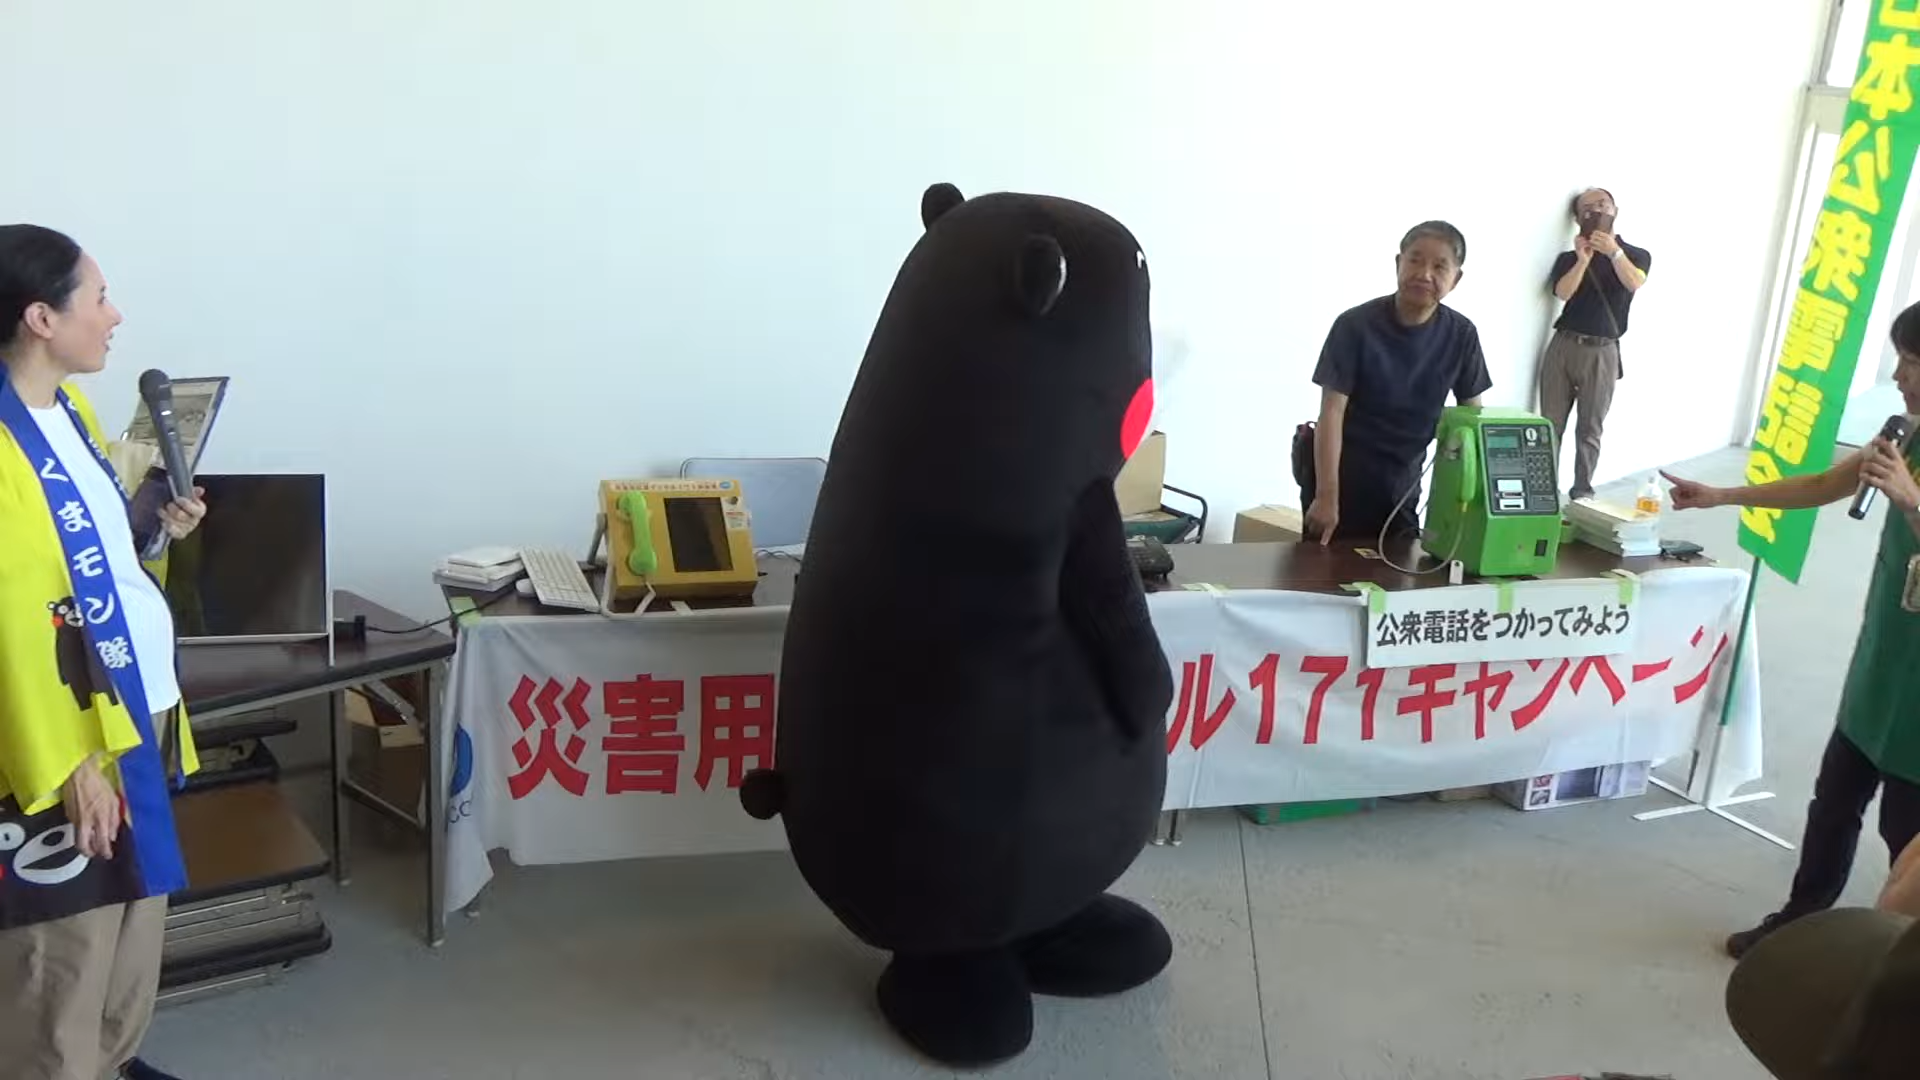 くまモン隊
災害用
ル171キャンペーン
公衆電話をつかってみよう
日本公衆電話会